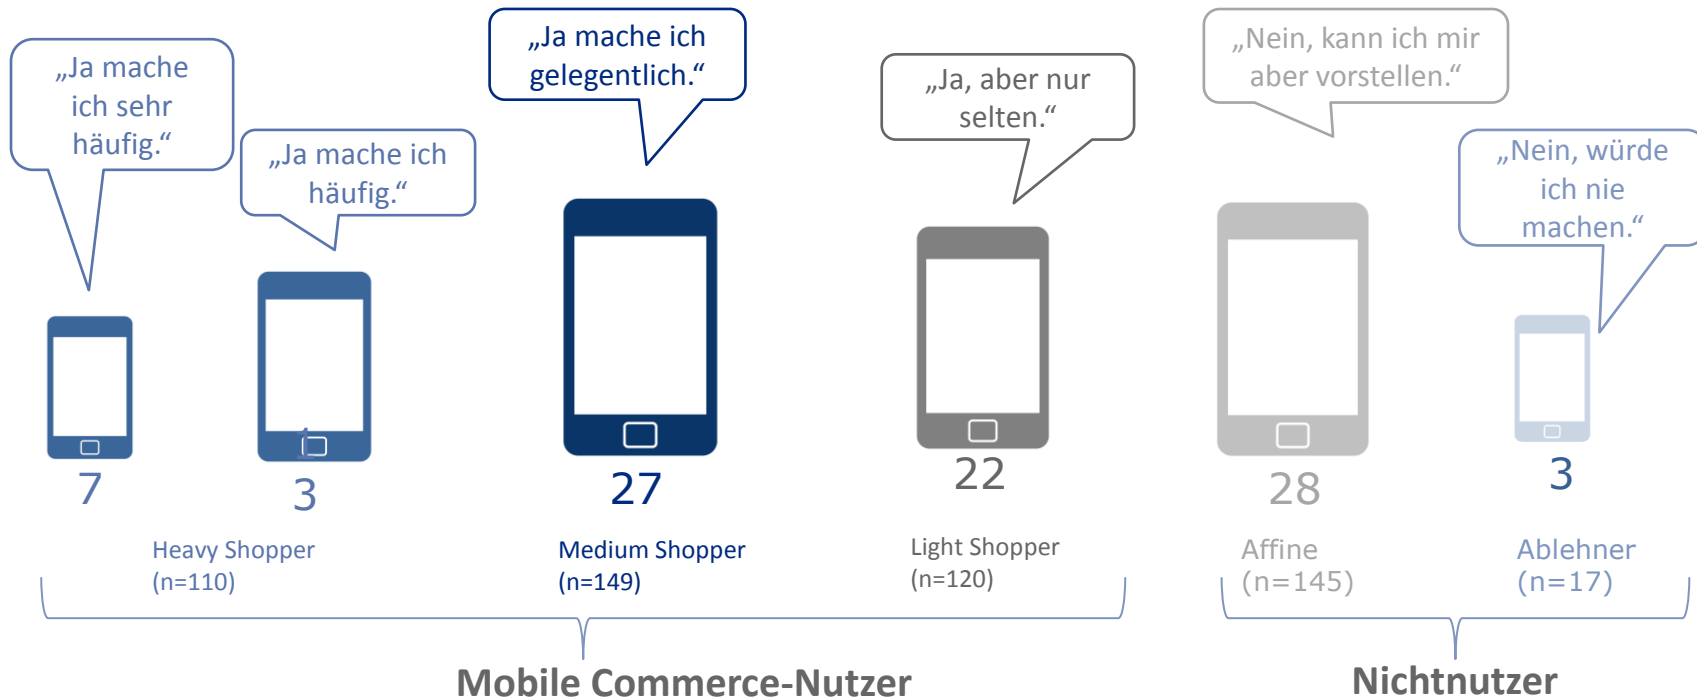 „Ja mache
ich sehr
häufig.“
„Ja mache ich
häufig.“
„Ja mache ich
gelegentlich.“
„Ja, aber nur
selten.“
„Nein, kann ich mir
aber vorstellen.“
„Nein, würde
ich nie
machen.“
7
1
3
27
22
28
3
Heavy Shopper
(n=110)
Medium Shopper
(n=149)
Light Shopper
(n=120)
Affine
(n=145)
Ablehner
(n=17)
Mobile Commerce-Nutzer
Nichtnutzer